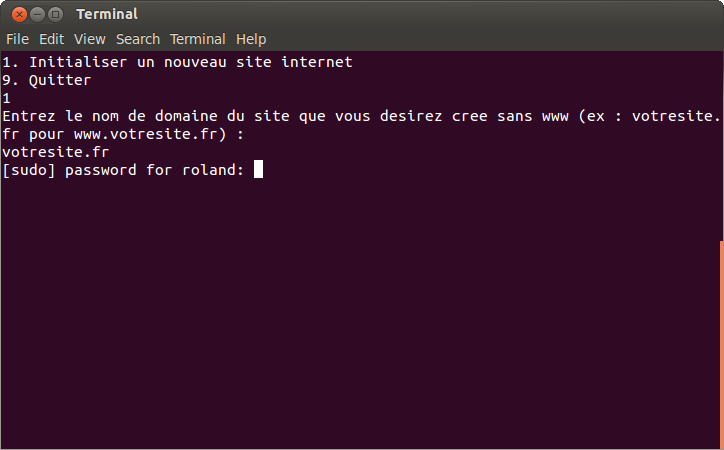 Terminal
File Edit View Search Terminal Help
1. Initialiser un nouveau site internet
9. Quitter
1
Entrez le nom de domaine du site que vous desirez cree sans www (ex : votresite.
fr pour www.votresite.fr) :
votresite.fr
[sudo] password for roland: